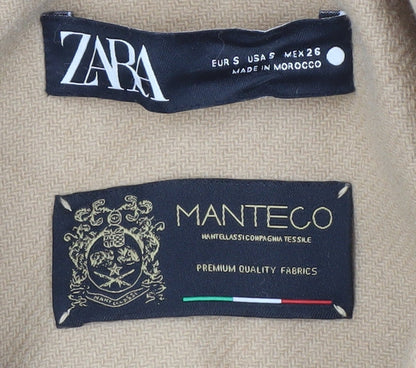 ZARA
EUR S USA S MEX 26
MADE IN MOROCCO
MANTECO
MANTELLASSI COMPAGNIA TESSILE
PREMIUM QUALITY FABRICS